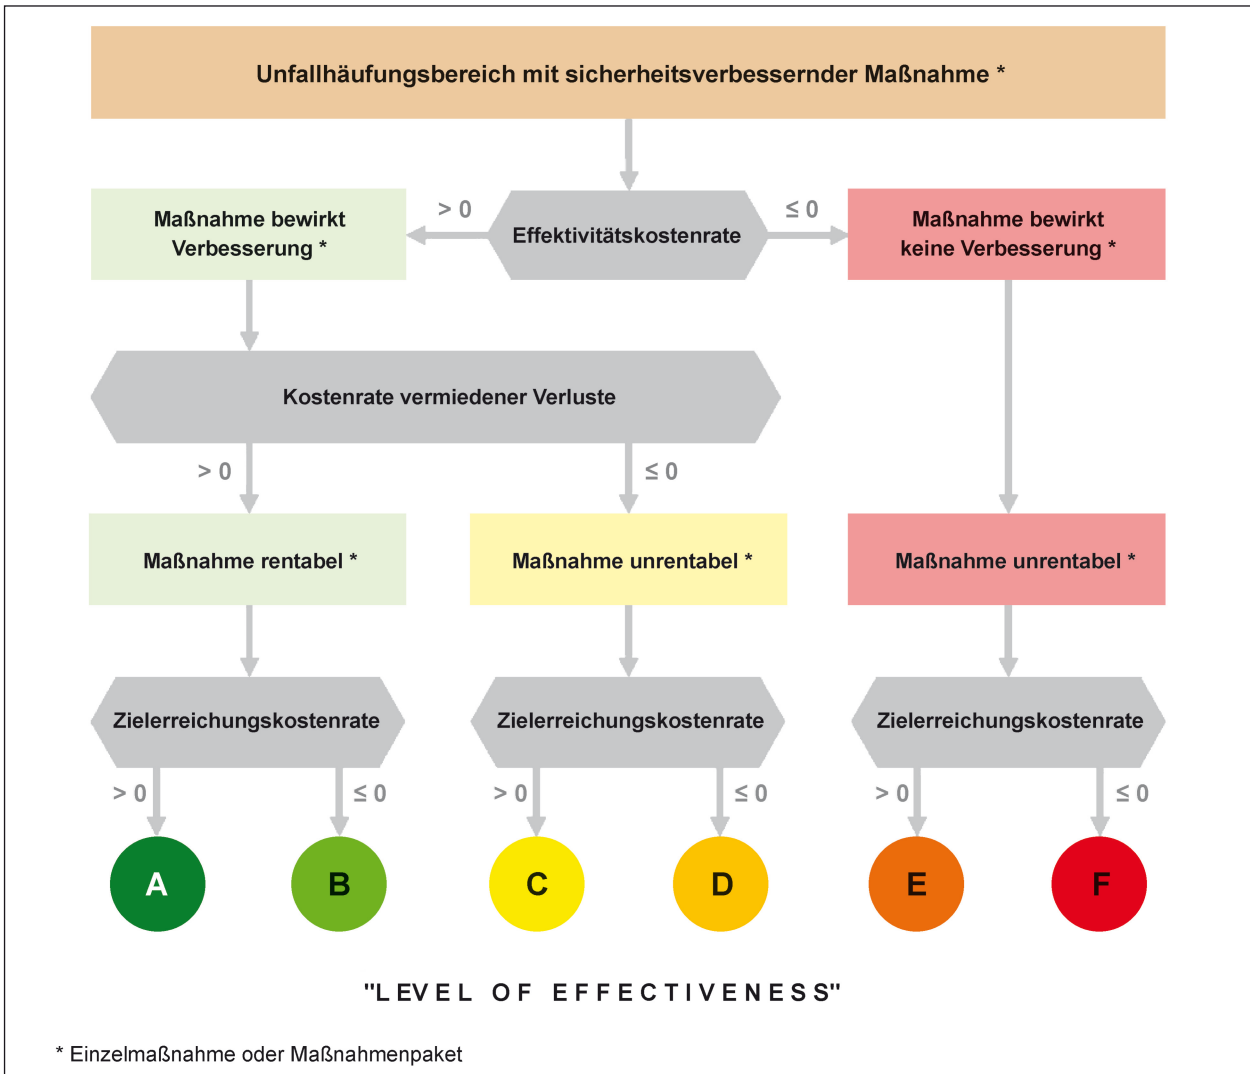 Unfallhäufungsbereich mit sicherheitsverbessernder Maßnahme *
> 0
≤ 0
Maßnahme bewirkt
Verbesserung *
Effektivitätskostenrate
Maßnahme bewirkt
keine Verbesserung *
Kostenrate vermiedener Verluste
> 0
≤ 0
Maßnahme rentabel *
Maßnahme unrentabel *
Maßnahme unrentabel *
Zielerreichungskostenrate
Zielerreichungskostenrate
Zielerreichungskostenrate
> 0
≤ 0
> 0
≤ 0
> 0
≤ 0
A
B
C
D
E
F
"LEVEL OF EFFECTIVENESS"
* Einzelmaßnahme oder Maßnahmenpaket